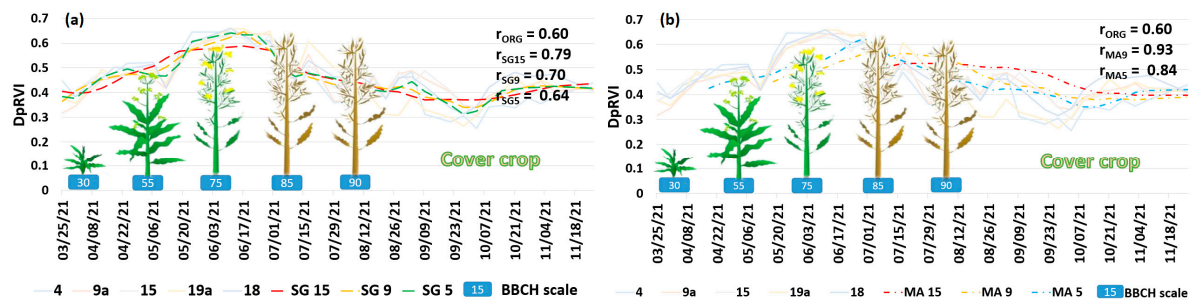 (a)
r_ORG = 0.60
r_SG15 = 0.79
r_SG9 = 0.70
r_SG5 = 0.64
DpRVI
0.7
0.6
0.5
0.4
0.3
0.2
0.1
0
Cover crop
30 55 75 85 90
03/25/21 04/08/21 04/22/21 05/06/21 05/20/21 06/03/21 06/17/21 07/01/21 07/15/21 07/29/21 08/12/21 08/26/21 09/09/21 09/23/21 10/07/21 10/21/21 11/04/21 11/18/21
4 9a 15 19a 18 SG 15 SG 9 SG 5 15 BBCH scale
(b)
r_ORG = 0.60
r_MA9 = 0.93
r_MA5 = 0.84
DpRVI
0.7
0.6
0.5
0.4
0.3
0.2
0.1
0
Cover crop
30 55 75 85 90
03/25/21 04/08/21 04/22/21 05/06/21 05/20/21 06/03/21 06/17/21 07/01/21 07/15/21 07/29/21 08/12/21 08/26/21 09/09/21 09/23/21 10/07/21 10/21/21 11/04/21 11/18/21
4 9a 15 19a 18 MA 15 MA 9 MA 5 15 BBCH scale